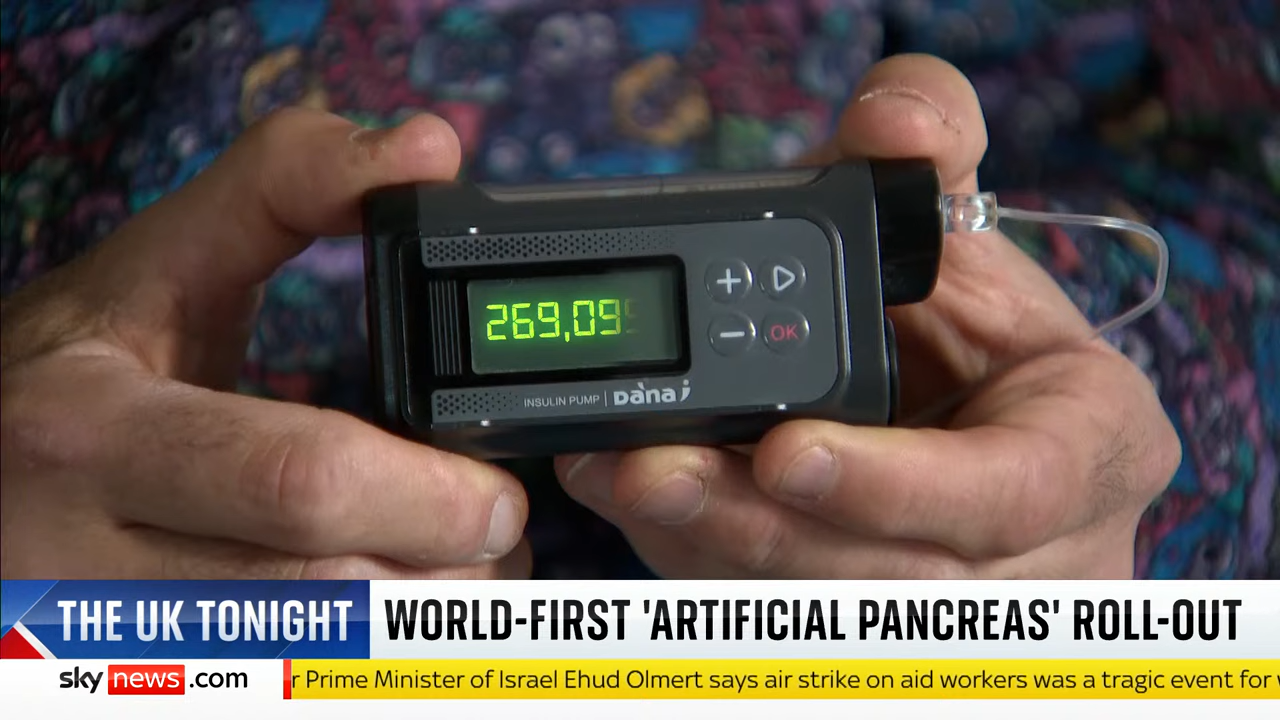 269,09
+
-
OK
INSULIN PUMP | Dana i
THE UK TONIGHT
WORLD-FIRST 'ARTIFICIAL PANCREAS' ROLL-OUT
sky news.com
r Prime Minister of Israel Ehud Olmert says air strike on aid workers was a tragic event for